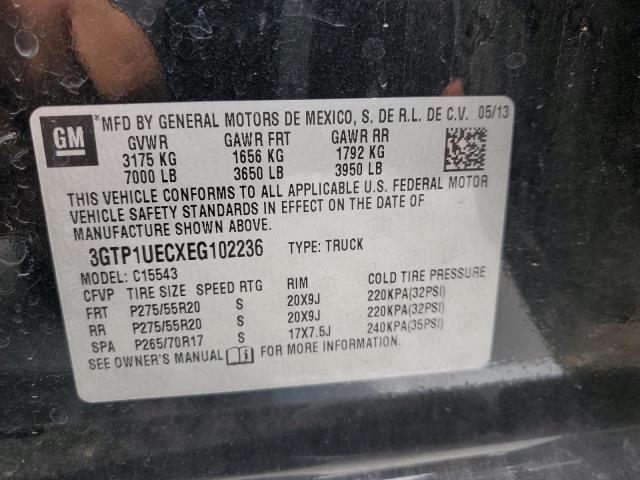 GM
® MFD BY GENERAL MOTORS DE MEXICO, S. DE R.L. DE C.V. 05/13
GVWR GAWR FRT GAWR RR
3175 KG 1656 KG 1792 KG
7000 LB 3650 LB 3950 LB
THIS VEHICLE CONFORMS TO ALL APPLICABLE U.S. FEDERAL MOTOR
VEHICLE SAFETY STANDARDS IN EFFECT ON THE DATE OF
MANUFACTURE SHOWN ABOVE.
3GTP1UECXEG102236 TYPE: TRUCK
MODEL: C15543
CFVP TIRE SIZE SPEED RTG RIM COLD TIRE PRESSURE
FRT P275/55R20 S 20X9J 220KPA(32PSI)
RR P275/55R20 S 20X9J 220KPA(32PSI)
SPA P265/70R17 S 17X7.5J 240KPA(35PSI)
SEE OWNER'S MANUAL FOR MORE INFORMATION.